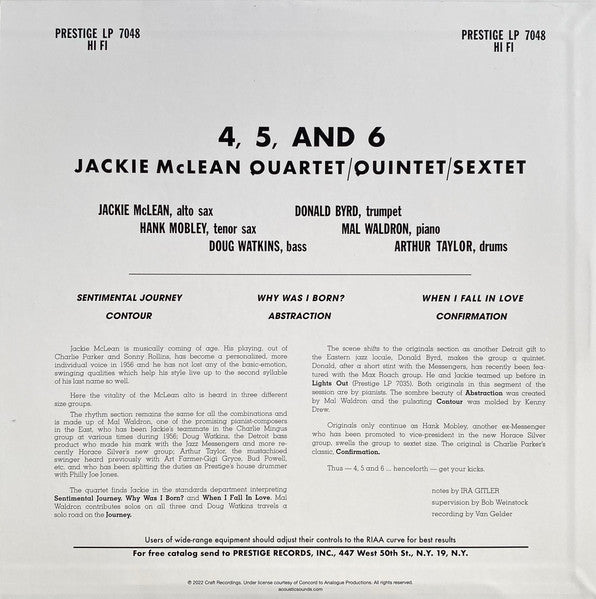 PRESTIGE LP 7048
HI FI
PRESTIGE LP 7048
HI FI
4, 5, AND 6
JACKIE McLEAN QUARTET/QUINTET/SEXTET
JACKIE McLEAN, alto sax
DONALD BYRD, trumpet
HANK MOBLEY, tenor sax
MAL WALDRON, piano
DOUG WATKINS, bass
ARTHUR TAYLOR, drums
SENTIMENTAL JOURNEY
WHY WAS I BORN?
WHEN I FALL IN LOVE
CONTOUR
ABSTRACTION
CONFIRMATION
Jackie McLean is musically coming of age. His playing, out of
Charlie Parker and Sonny Rollins, has become a personalized, more
individual voice in 1956 and he has not lost any of the basic-emotion,
swinging qualities which help his style live up to the second syllable
of his last name so well.
Here the vitality of the McLean alto is heard in three different
size groups.
The rhythm section remains the same for all the combinations and
is made up of Mal Waldron, one of the promising pianist-composers
in the East, who has been Jackie's teammate in the Charlie Mingus
group at various times during 1956; Doug Watkins, the Detroit bass
product who made his mark with the Jazz Messengers and more re-
cently Horace Silver's new group; Arthur Taylor, the mustachioed
swinger heard previously with Art Farmer-Gigi Gryce, Bud Powell,
etc. and who has been splitting the duties as Prestige's house drummer
with Philly Joe Jones.
The quartet finds Jackie in the standards department interpreting
Sentimental Journey, Why Was I Born? and When I Fall In Love. Mal
Waldron contributes solos on all three and Doug Watkins travels a
solo road on the Journey.
The scene shifts to the originals section as another Detroit gift to
the Eastern jazz locale, Donald Byrd, makes the group a quintet.
Donald, after a short stint with the Messengers, has recently been fea-
tured with the Max Roach group. He and Jackie teamed up before in
Lights Out (Prestige LP 7035). Both originals in this segment of the
session are by pianists. The sombre beauty of Abstraction was created
by Mal Waldron and the pulsating Contour was molded by Kenny
Drew.
Originals only continue as Hank Mobley, another ex-Messenger
who has been promoted to vice-president in the new Horace Silver
group, swells the group to sextet size. The original is Charlie Parker's
classic, Confirmation.
Thus — 4, 5 and 6 ... henceforth — get your kicks.
notes by IRA GITLER
supervision by Bob Weinstock
recording by Van Gelder
Users of wide-range equipment should adjust their controls to the RIAA curve for best results
For free catalog send to PRESTIGE RECORDS, INC., 447 West 50th St., N.Y. 19, N.Y.
℗ 2022 Craft Recordings. Under license courtesy of Concord to Analogue Productions. All rights reserved.
acousticsounds.com